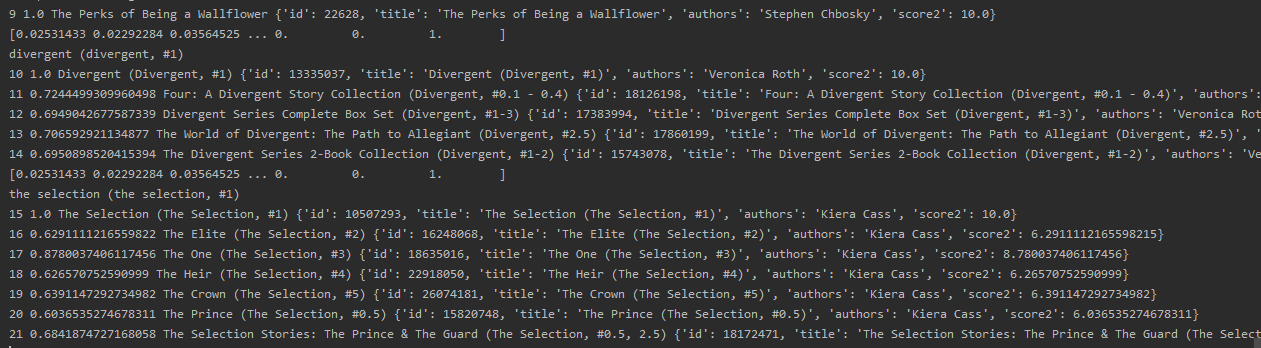 9 1.0 The Perks of Being a Wallflower {'id': 22628, 'title': 'The Perks of Being a Wallflower', 'authors': 'Stephen Chbosky', 'score2': 10.0}
[0.02531433 0.02292284 0.03564525 ... 0. 0. 1. ]
divergent (divergent, #1)
10 1.0 Divergent (Divergent, #1) {'id': 13335037, 'title': 'Divergent (Divergent, #1)', 'authors': 'Veronica Roth', 'score2': 10.0}
11 0.7244499309960498 Four: A Divergent Story Collection (Divergent, #0.1 - 0.4) {'id': 18126198, 'title': 'Four: A Divergent Story Collection (Divergent, #0.1 - 0.4)', 'authors':
12 0.6949042677587339 Divergent Series Complete Box Set (Divergent, #1-3) {'id': 17383994, 'title': 'Divergent Series Complete Box Set (Divergent, #1-3)', 'authors': 'Veronica Rot
13 0.706592921134877 The World of Divergent: The Path to Allegiant (Divergent, #2.5) {'id': 17860199, 'title': 'The World of Divergent: The Path to Allegiant (Divergent, #2.5)', '
14 0.6950898520415394 The Divergent Series 2-Book Collection (Divergent, #1-2) {'id': 15743078, 'title': 'The Divergent Series 2-Book Collection (Divergent, #1-2)', 'authors': 'Ve
[0.02531433 0.02292284 0.03564525 ... 0. 0. 1. ]
the selection (the selection, #1)
15 1.0 The Selection (The Selection, #1) {'id': 10507293, 'title': 'The Selection (The Selection, #1)', 'authors': 'Kiera Cass', 'score2': 10.0}
16 0.6291111216559822 The Elite (The Selection, #2) {'id': 16248068, 'title': 'The Elite (The Selection, #2)', 'authors': 'Kiera Cass', 'score2': 6.2911112165598215}
17 0.8780037406117456 The One (The Selection, #3) {'id': 18635016, 'title': 'The One (The Selection, #3)', 'authors': 'Kiera Cass', 'score2': 8.780037406117456}
18 0.626570752590999 The Heir (The Selection, #4) {'id': 22918050, 'title': 'The Heir (The Selection, #4)', 'authors': 'Kiera Cass', 'score2': 6.26570752590999}
19 0.6391147292734982 The Crown (The Selection, #5) {'id': 26074181, 'title': 'The Crown (The Selection, #5)', 'authors': 'Kiera Cass', 'score2': 6.391147292734982}
20 0.6036535274678311 The Prince (The Selection, #0.5) {'id': 15820748, 'title': 'The Prince (The Selection, #0.5)', 'authors': 'Kiera Cass', 'score2': 6.036535274678311}
21 0.6841874727168058 The Selection Stories: The Prince & The Guard (The Selection, #0.5, 2.5) {'id': 18172471, 'title': 'The Selection Stories: The Prince & The Guard (The Select